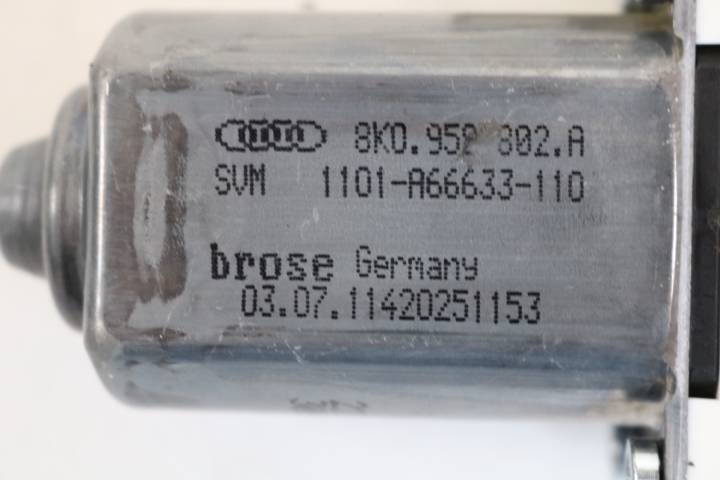 8K0.959 802.A
SVM 1101-A66633-110
brose Germany
03.07.11420251153